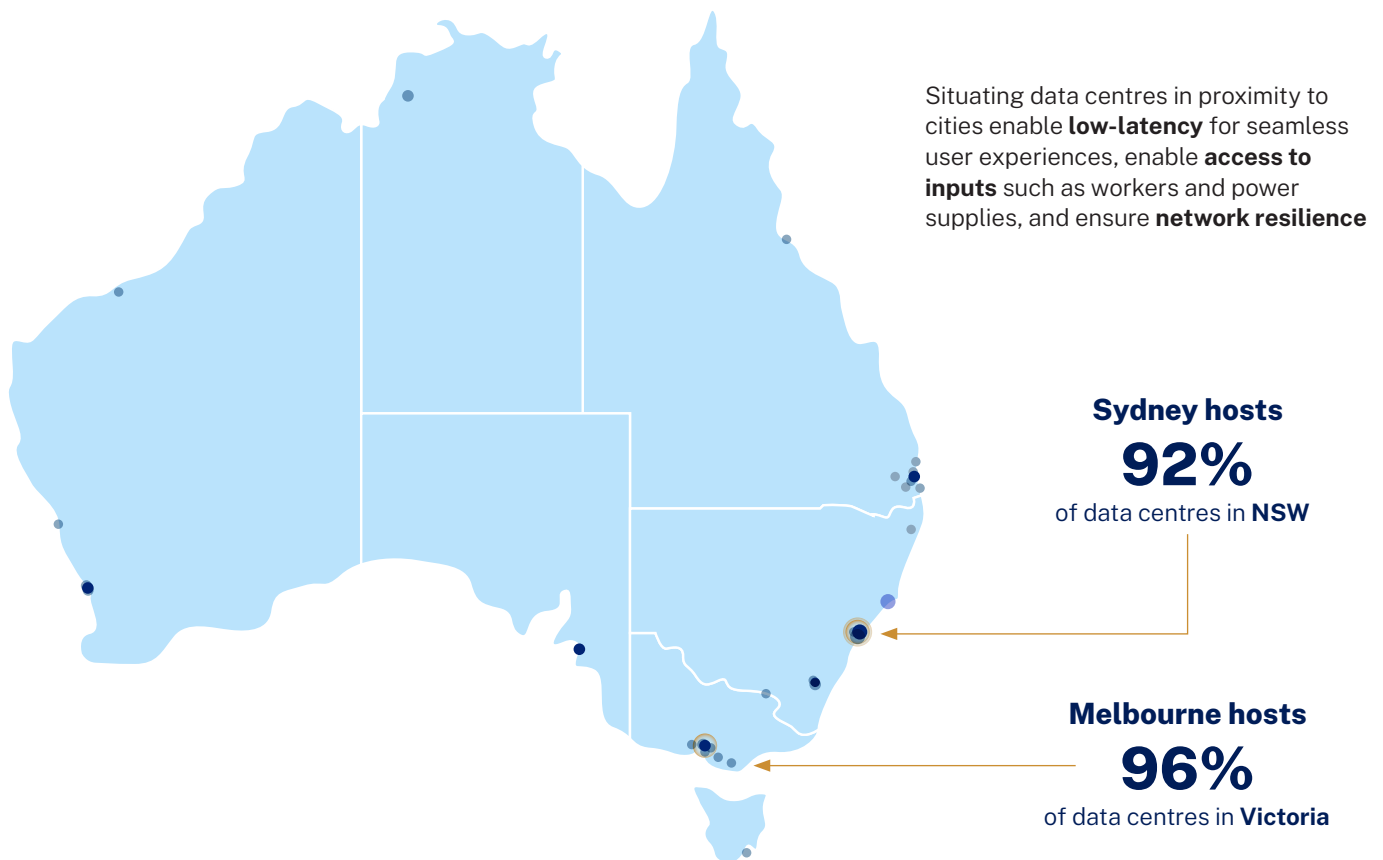 Situating data centres in proximity to
cities enable low-latency for seamless
user experiences, enable access to
inputs such as workers and power
supplies, and ensure network resilience
Sydney hosts
92%
of data centres in NSW
Melbourne hosts
96%
of data centres in Victoria